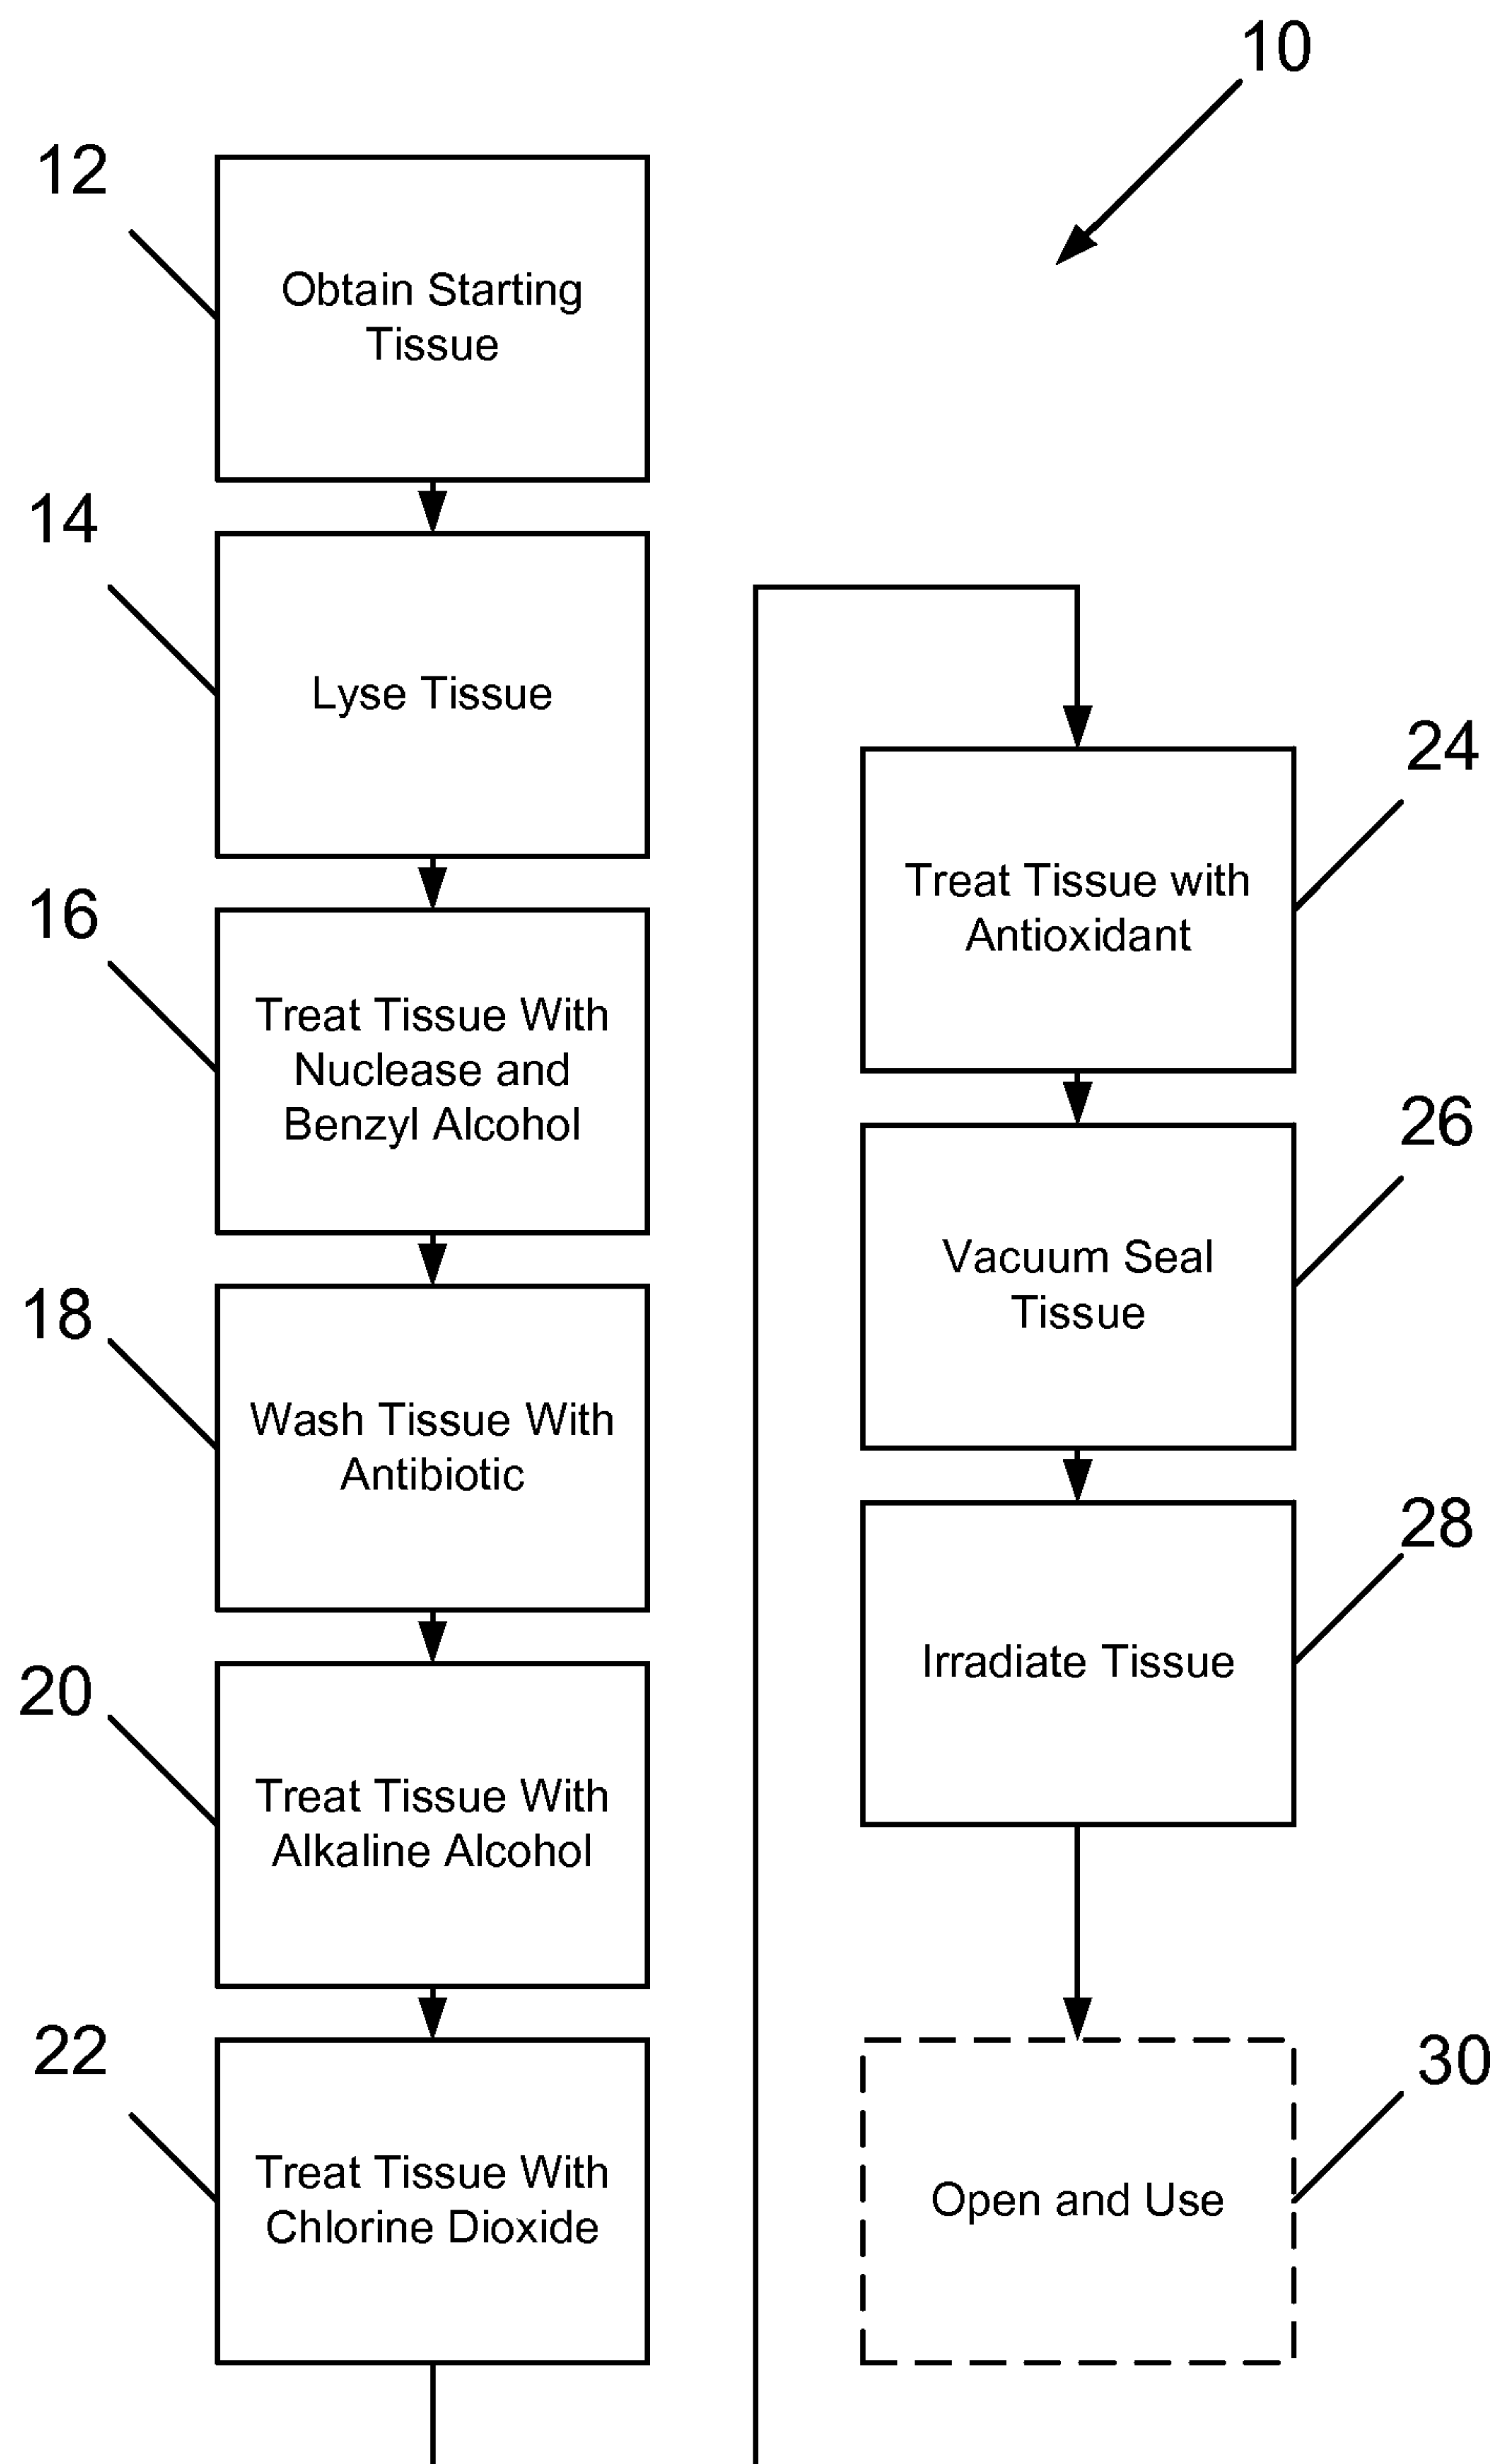 10
12
Obtain Starting
Tissue
14
Lyse Tissue
16
Treat Tissue With
Nuclease and
Benzyl Alcohol
18
Wash Tissue With
Antibiotic
20
Treat Tissue With
Alkaline Alcohol
22
Treat Tissue With
Chlorine Dioxide
24
Treat Tissue with
Antioxidant
26
Vacuum Seal
Tissue
28
Irradiate Tissue
30
Open and Use